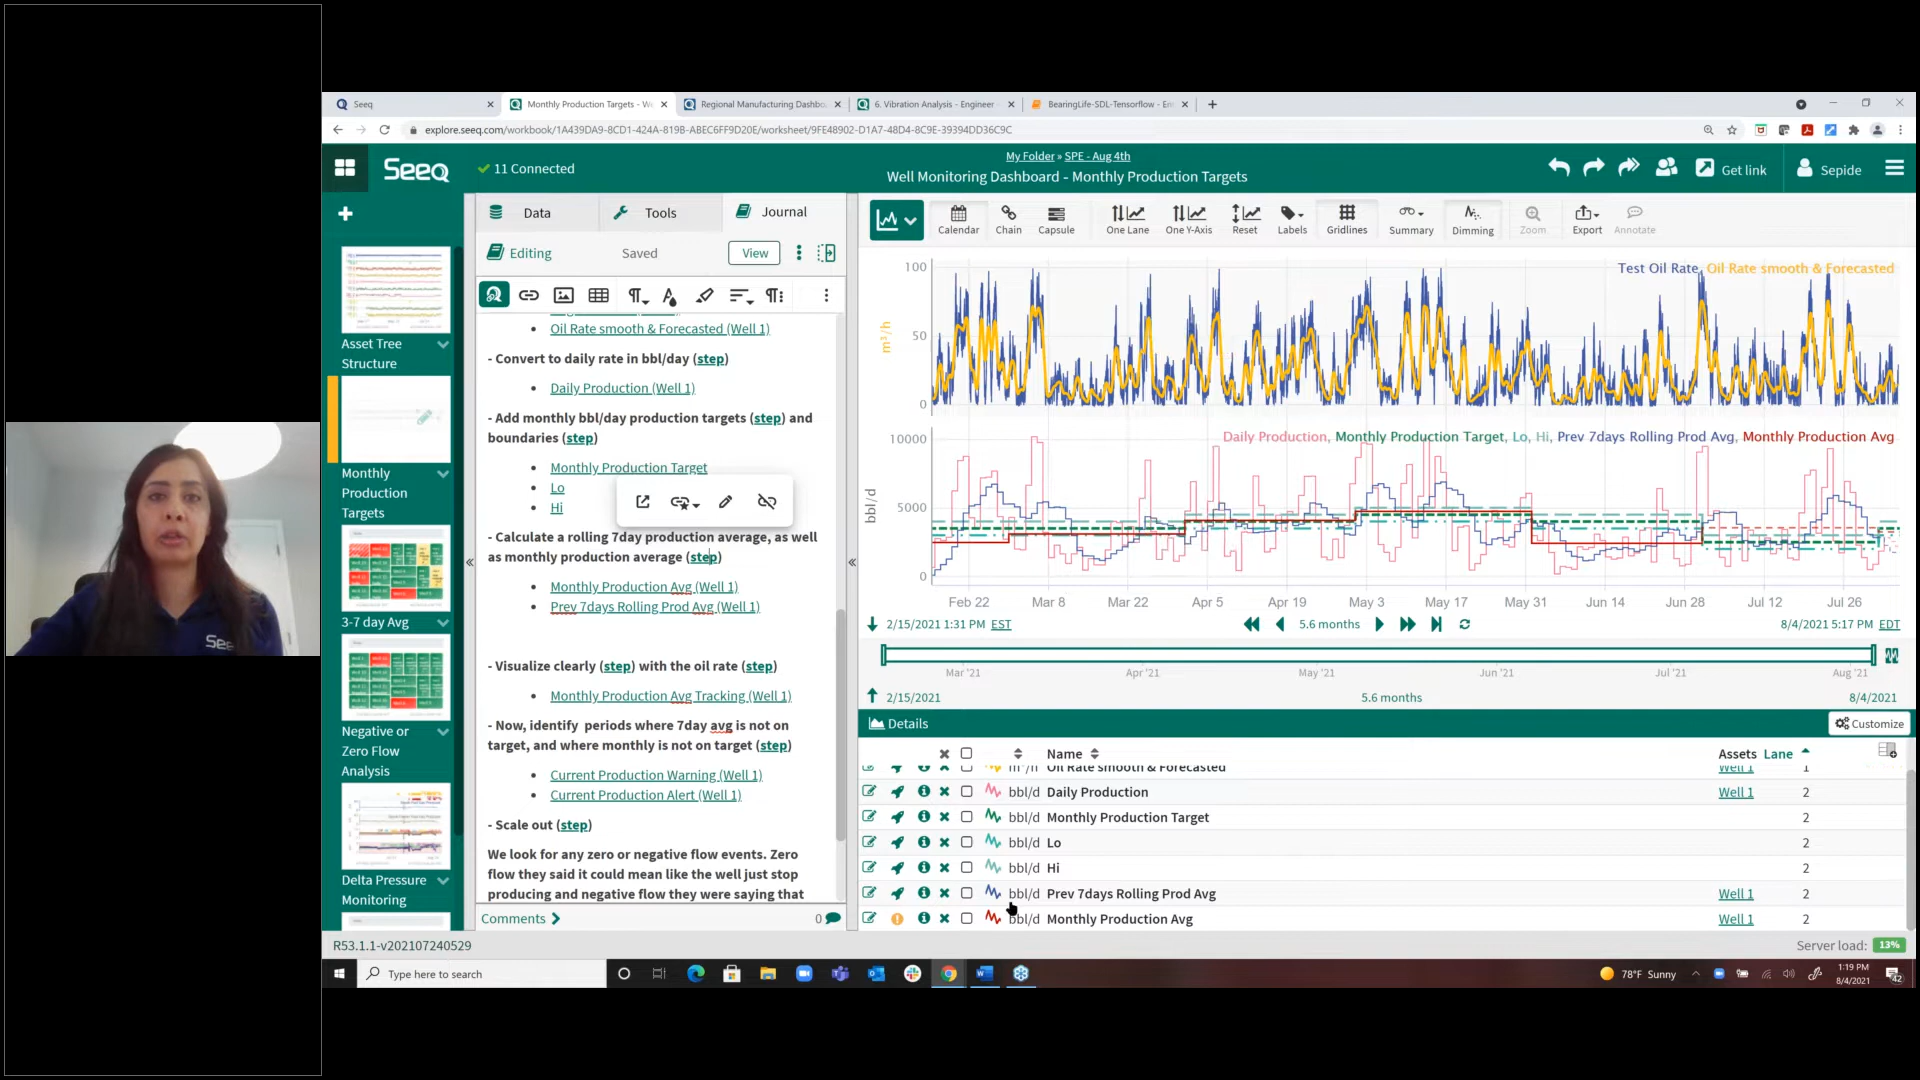 Seeq
Monthly Production Targets - We
Regional Manufacturing Dashbo
6. Vibration Analysis - Engineer
BearingLife-SDL-Tensorflow - En
explore.seeq.com/workbook/1A439DA9-8CD1-424A-819B-ABEC6FF9D20E/worksheet/9FE48902-D1A7-48D4-8C9E-39394DD36C9C
Seeq
11 Connected
My Folder » SPE - Aug 4th
Well Monitoring Dashboard - Monthly Production Targets
Get link
Sepide
Asset Tree
Structure
Monthly
Production
Targets
3-7 day Avg
Negative or
Zero Flow
Analysis
Delta Pressure
Monitoring
Data
Tools
Journal
Editing
Saved
View
Oil Rate smooth & Forecasted (Well 1)
- Convert to daily rate in bbl/day (step)
Daily Production (Well 1)
- Add monthly bbl/day production targets (step) and
boundaries (step)
Monthly Production Target
Lo
Hi
- Calculate a rolling 7day production average, as well
as monthly production average (step)
Monthly Production Avg (Well 1)
Prev 7days Rolling Prod Avg (Well 1)
- Visualize clearly (step) with the oil rate (step)
Monthly Production Avg Tracking (Well 1)
- Now, identify periods where 7day avg is not on
target, and where monthly is not on target (step)
Current Production Warning (Well 1)
Current Production Alert (Well 1)
- Scale out (step)
We look for any zero or negative flow events. Zero
flow they said it could mean like the well just stop
producing and negative flow they were saying that
Comments
0
Calendar
Chain
Capsule
One Lane
One Y-Axis
Reset
Labels
Gridlines
Summary
Dimming
Zoom
Export
Annotate
Test Oil Rate, Oil Rate smooth & Forecasted
100
50
0
m³/h
Daily Production, Monthly Production Target, Lo, Hi, Prev 7days Rolling Prod Avg, Monthly Production Avg
10000
5000
0
bbl/d
Feb 22
Mar 8
Mar 22
Apr 5
Apr 19
May 3
May 17
May 31
Jun 14
Jun 28
Jul 12
Jul 26
2/15/2021 1:31 PM EST
5.6 months
8/4/2021 5:17 PM EDT
Mar '21
Apr '21
May '21
Jun '21
Jul '21
Aug '21
2/15/2021
5.6 months
8/4/2021
Details
Customize
Name
Assets
Lane
m³/h Oil Rate smooth & Forecasted Well 1 1
bbl/d Daily Production Well 1 2
bbl/d Monthly Production Target 2
bbl/d Lo 2
bbl/d Hi 2
bbl/d Prev 7days Rolling Prod Avg Well 1 2
bbl/d Monthly Production Avg Well 1 2
R53.1.1-v202107240529
Server load: 13%
Type here to search
78°F Sunny
1:19 PM
8/4/2021
42
See